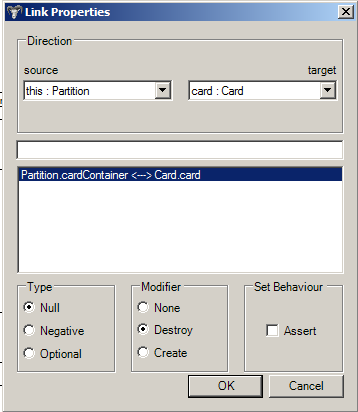 Link Properties
Direction
source target
this : Partition card : Card
Partition.cardContainer <--> Card.card
Type Modifier Set Behaviour
Null None
Negative Destroy Assert
Optional Create
OK Cancel